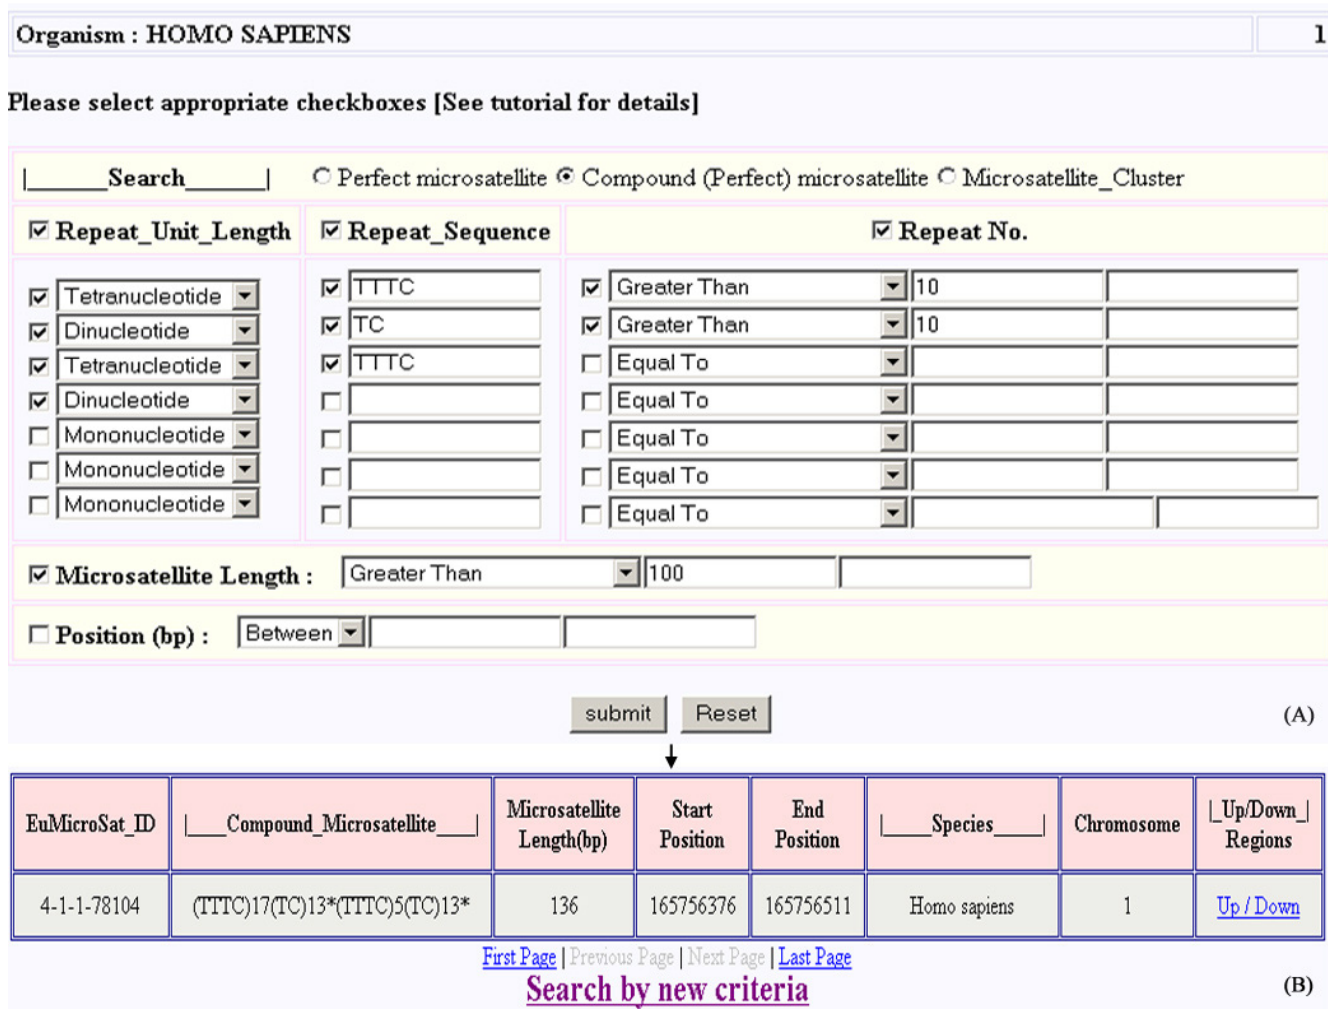 Organism : HOMO SAPIENS 1
Please select appropriate checkboxes [See tutorial for details]
|______Search______| Perfect microsatellite Compound (Perfect) microsatellite Microsatellite_Cluster
Repeat_Unit_Length Repeat_Sequence Repeat No.
Tetranucleotide TTTC Greater Than 10
Dinucleotide TC Greater Than 10
Tetranucleotide TTTC Equal To
Dinucleotide Equal To
Mononucleotide Equal To
Mononucleotide Equal To
Mononucleotide Equal To
Microsatellite Length : Greater Than 100
Position (bp) : Between
submit Reset (A)
EuMicroSat_ID |____Compound_Microsatellite____| Microsatellite Length(bp) Start Position End Position |____Species____| Chromosome |_Up/Down_| Regions
4-1-1-78104 (TTTC)17(TC)13*(TTTC)5(TC)13* 136 165756376 165756511 Homo sapiens 1 Up / Down
First Page | Previous Page | Next Page | Last Page
Search by new criteria (B)